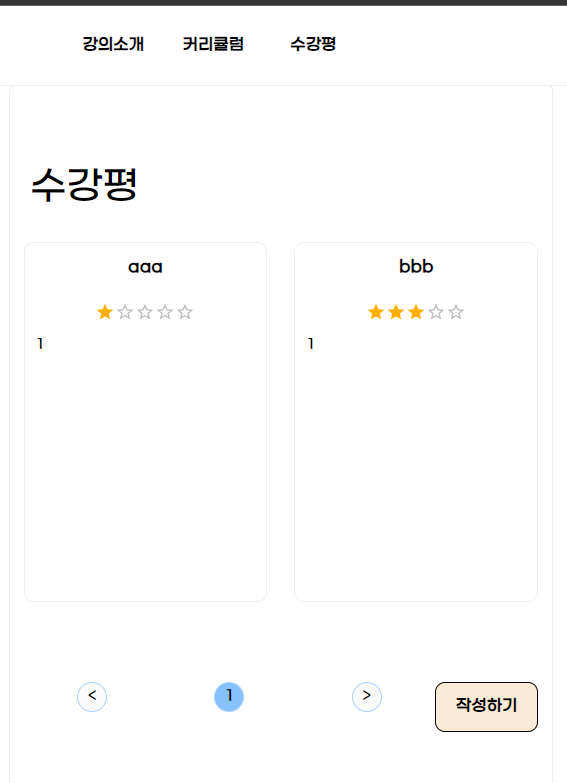 강의소개 커리큘럼 수강평
수강평
aaa
1
bbb
1
< 1 > 작성하기